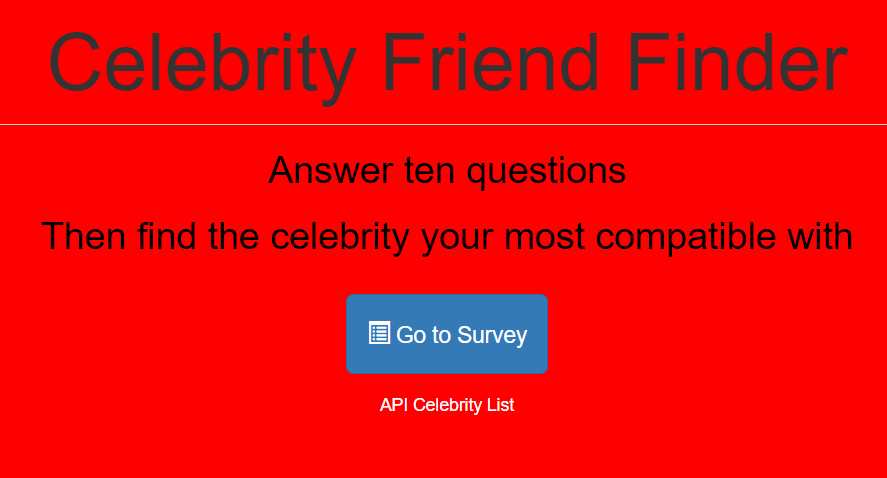 Celebrity Friend Finder
Answer ten questions
Then find the celebrity your most compatible with
Go to Survey
API Celebrity List